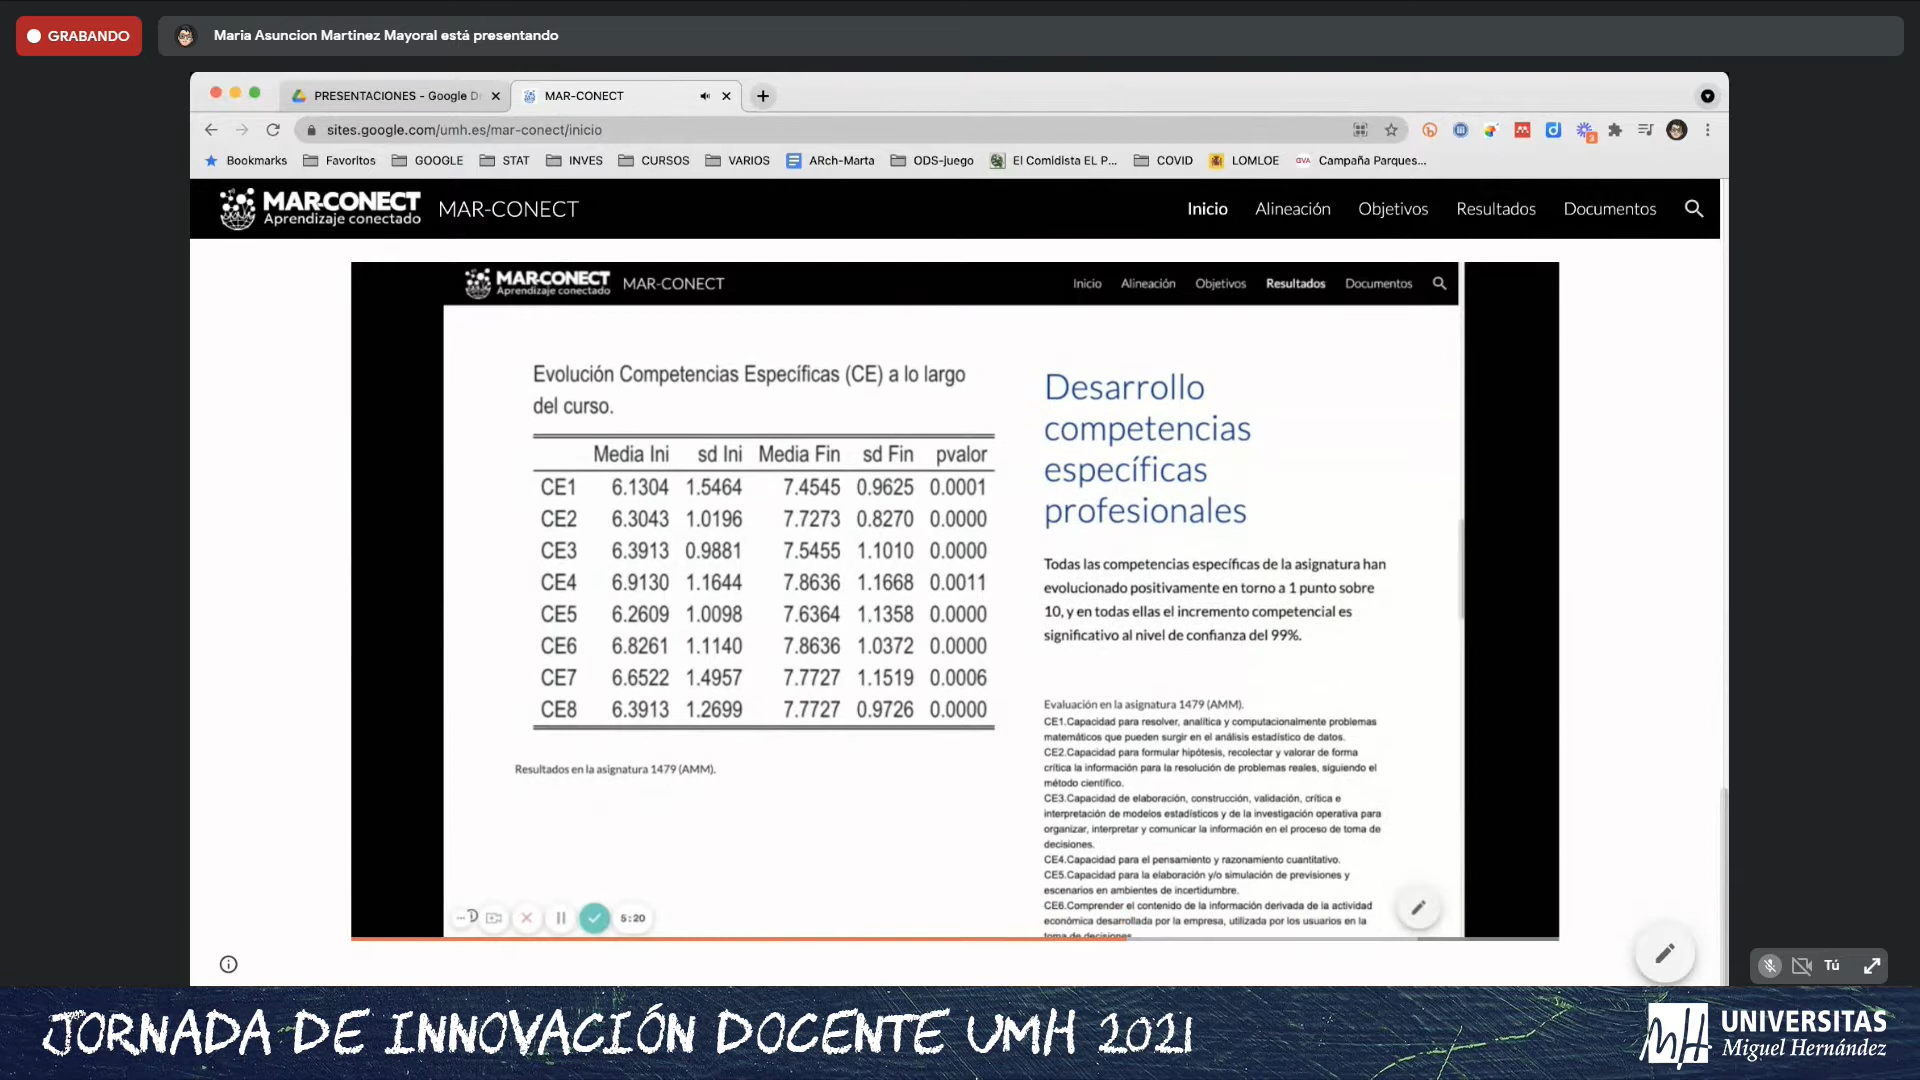 GRABANDO
Maria Asuncion Martinez Mayoral está presentando
PRESENTACIONES - Google D
MAR-CONECT
sites.google.com/umh.es/mar-conect/inicio
Bookmarks Favoritos GOOGLE STAT INVES CURSOS VARIOS ARch-Marta ODS-juego El Comidista EL P... COVID LOMLOE GVA Campaña Parques...
MAR-CONECT
Aprendizaje conectado
MAR-CONECT
Inicio Alineación Objetivos Resultados Documentos
MAR-CONECT
Aprendizaje conectado
MAR-CONECT
Inicio Alineación Objetivos Resultados Documentos
Evolución Competencias Específicas (CE) a lo largo
del curso.
Media Ini sd Ini Media Fin sd Fin pvalor
CE1 6.1304 1.5464 7.4545 0.9625 0.0001
CE2 6.3043 1.0196 7.7273 0.8270 0.0000
CE3 6.3913 0.9881 7.5455 1.1010 0.0000
CE4 6.9130 1.1644 7.8636 1.1668 0.0011
CE5 6.2609 1.0098 7.6364 1.1358 0.0000
CE6 6.8261 1.1140 7.8636 1.0372 0.0000
CE7 6.6522 1.4957 7.7727 1.1519 0.0006
CE8 6.3913 1.2699 7.7727 0.9726 0.0000
Resultados en la asignatura 1479 (AMM).
Desarrollo
competencias
específicas
profesionales
Todas las competencias específicas de la asignatura han
evolucionado positivamente en torno a 1 punto sobre
10, y en todas ellas el incremento competencial es
significativo al nivel de confianza del 99%.
Evaluación en la asignatura 1479 (AMM).
CE1.Capacidad para resolver, analítica y computacionalmente problemas
matemáticos que pueden surgir en el análisis estadístico de datos.
CE2.Capacidad para formular hipótesis, recolectar y valorar de forma
crítica la información para la resolución de problemas reales, siguiendo el
método científico.
CE3.Capacidad de elaboración, construcción, validación, crítica e
interpretación de modelos estadísticos y de la investigación operativa para
organizar, interpretar y comunicar la información en el proceso de toma de
decisiones.
CE4.Capacidad para el pensamiento y razonamiento cuantitativo.
CE5.Capacidad para la elaboración y/o simulación de previsiones y
escenarios en ambientes de incertidumbre.
CE6.Comprender el contenido de la información derivada de la actividad
económica desarrollada por la empresa, utilizada por los usuarios en la
toma de decisiones
5:20
Tú
JORNADA DE INNOVACIÓN DOCENTE UMH 2021
UNIVERSITAS
Miguel Hernández